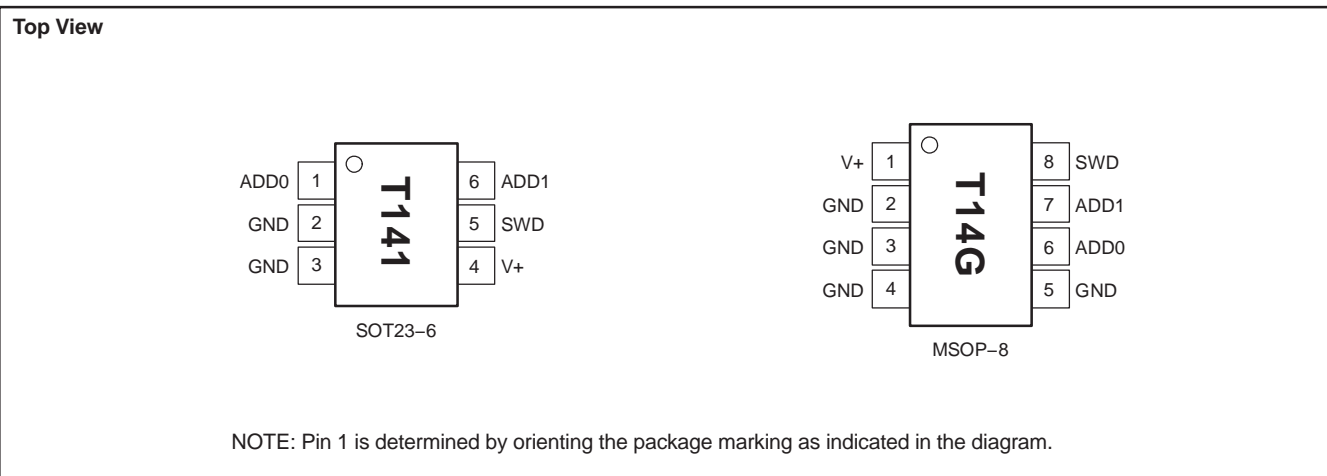 Top View
ADD0 1 T141 6 ADD1
GND 2 5 SWD
GND 3 4 V+
SOT23–6
V+ 1 T14G 8 SWD
GND 2 7 ADD1
GND 3 6 ADD0
GND 4 5 GND
MSOP–8
NOTE: Pin 1 is determined by orienting the package marking as indicated in the diagram.